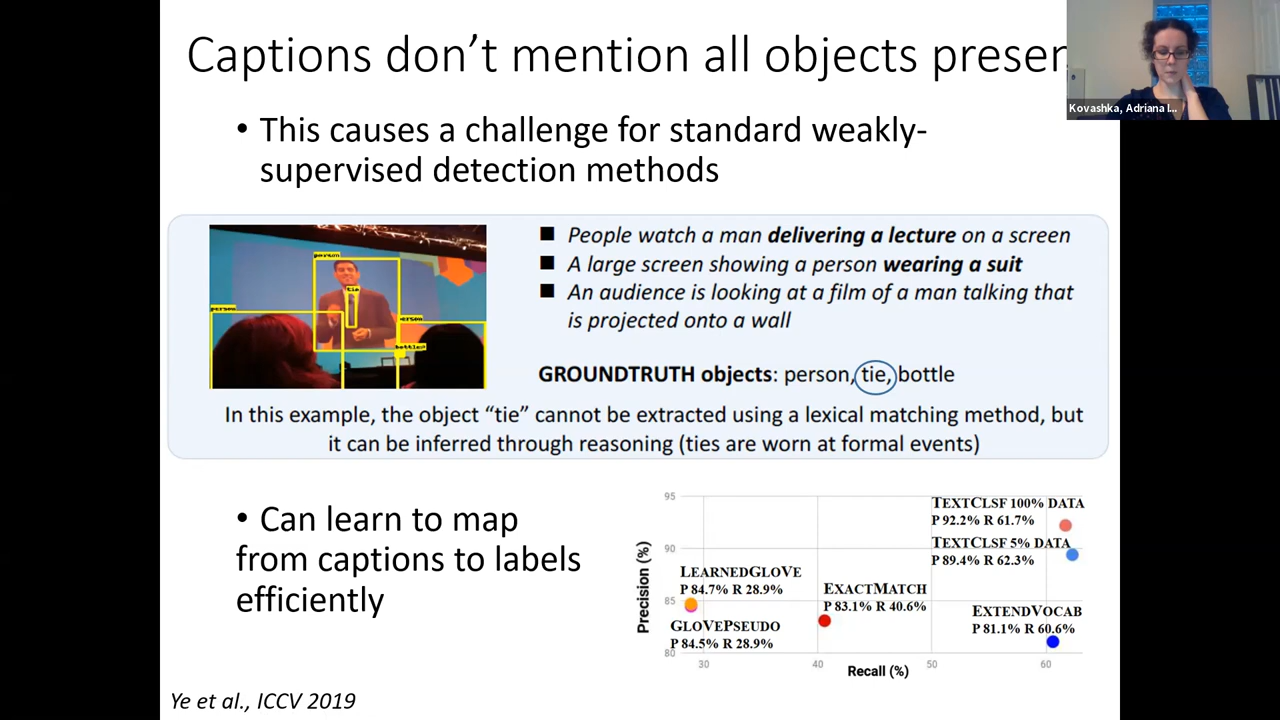 Captions don't mention all objects presen
Kovashka, Adriana I...
• This causes a challenge for standard weakly-
supervised detection methods
person
tie
person
person
bottle
■ People watch a man delivering a lecture on a screen
■ A large screen showing a person wearing a suit
■ An audience is looking at a film of a man talking that
is projected onto a wall
GROUNDTRUTH objects: person, tie, bottle
In this example, the object “tie” cannot be extracted using a lexical matching method, but
it can be inferred through reasoning (ties are worn at formal events)
• Can learn to map
from captions to labels
efficiently
Precision (%)
95
90
85
80
TEXTCLSF 100% DATA
P 92.2% R 61.7%
TEXTCLSF 5% DATA
P 89.4% R 62.3%
LEARNEDGLOVE
P 84.7% R 28.9%
EXACTMATCH
P 83.1% R 40.6%
EXTENDVOCAB
P 81.1% R 60.6%
GLOVEPSEUDO
P 84.5% R 28.9%
30 40 50 60
Recall (%)
Ye et al., ICCV 2019